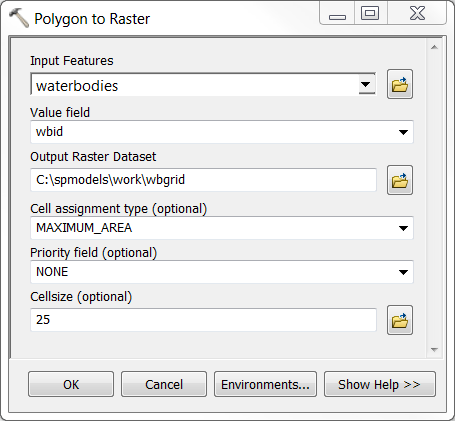 Polygon to Raster
Input Features
waterbodies
Value field
wbid
Output Raster Dataset
C:\spmodels\work\wbgrid
Cell assignment type (optional)
MAXIMUM_AREA
Priority field (optional)
NONE
Cellsize (optional)
25
OK Cancel Environments... Show Help >>